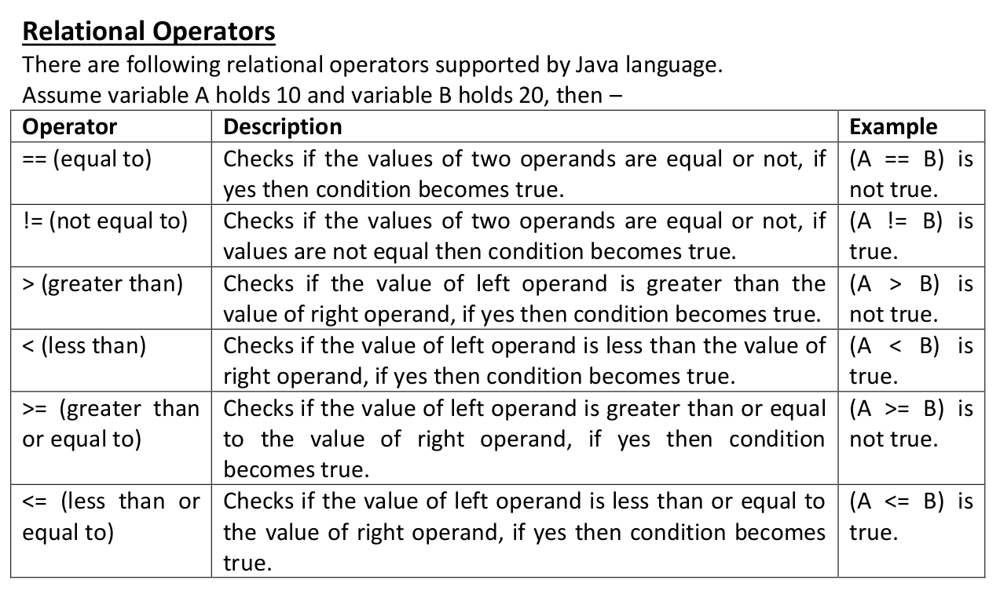 Relational Operators
There are following relational operators supported by Java language.
Assume variable A holds 10 and variable B holds 20, then –
Operator Description Example
== (equal to) Checks if the values of two operands are equal or not, if (A == B) is
yes then condition becomes true. not true.
!= (not equal to) Checks if the values of two operands are equal or not, if (A != B) is
values are not equal then condition becomes true. true.
> (greater than) Checks if the value of left operand is greater than the (A > B) is
value of right operand, if yes then condition becomes true. not true.
< (less than) Checks if the value of left operand is less than the value of (A < B) is
right operand, if yes then condition becomes true. true.
>= (greater than Checks if the value of left operand is greater than or equal (A >= B) is
or equal to) to the value of right operand, if yes then condition not true.
becomes true.
<= (less than or Checks if the value of left operand is less than or equal to (A <= B) is
equal to) the value of right operand, if yes then condition becomes true.
true.